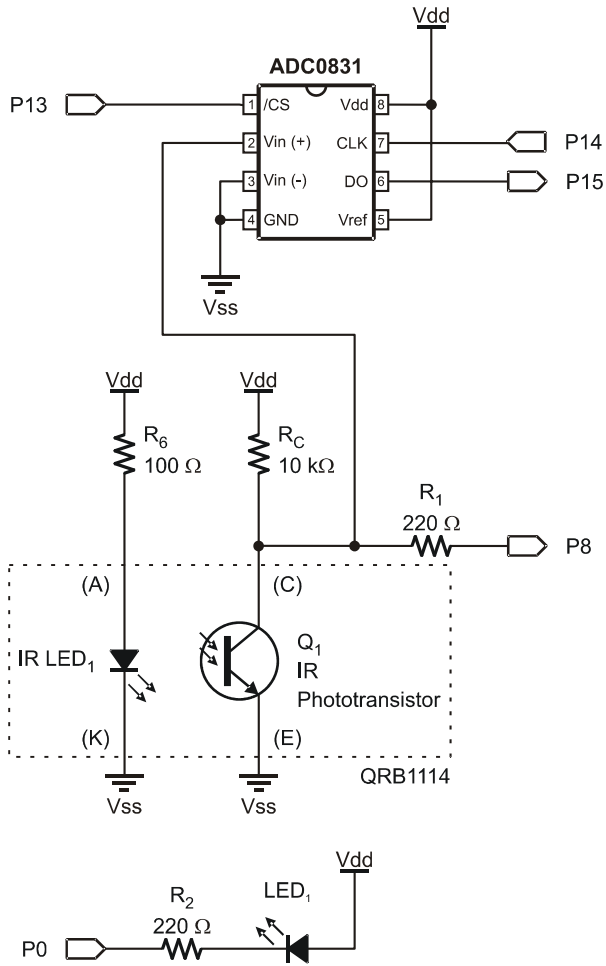 Vdd
ADC0831
P13
1 /CS Vdd 8
2 Vin (+) CLK 7
P14
3 Vin (-) DO 6
P15
4 GND Vref 5
Vss
Vdd
Vdd
R6
100 Ω
RC
10 kΩ
R1
220 Ω
P8
(A)
(C)
IR LED1
Q1
IR
Phototransistor
(K)
(E)
QRB1114
Vss
Vss
Vdd
R2
220 Ω
LED1
P0